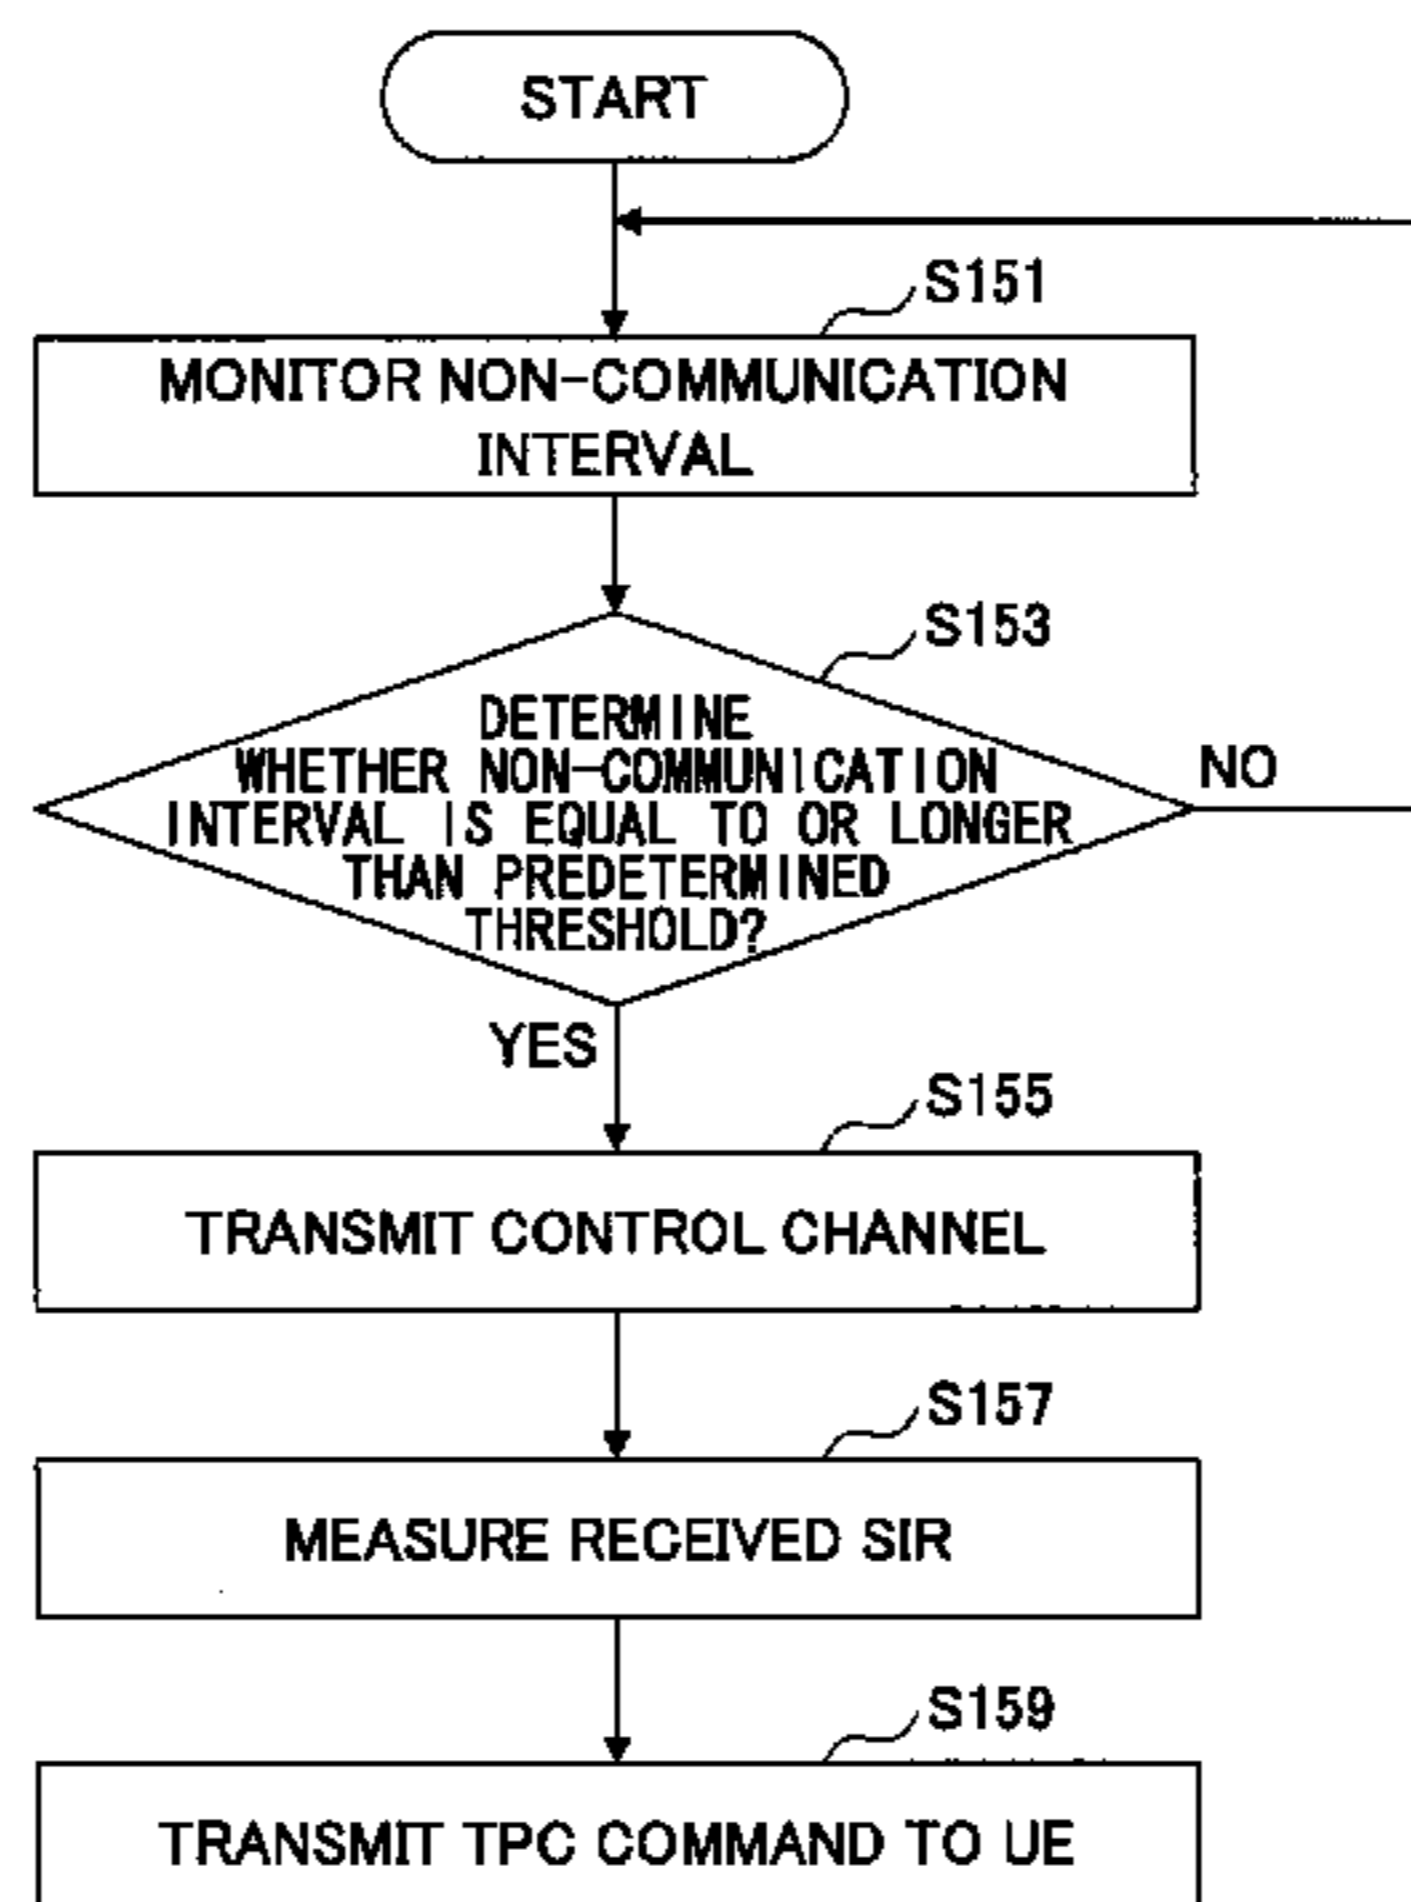 START
S151
MONITOR NON-COMMUNICATION
INTERVAL
S153
DETERMINE
WHETHER NON-COMMUNICATION
INTERVAL IS EQUAL TO OR LONGER
THAN PREDETERMINED
THRESHOLD?
NO
YES
S155
TRANSMIT CONTROL CHANNEL
S157
MEASURE RECEIVED SIR
S159
TRANSMIT TPC COMMAND TO UE